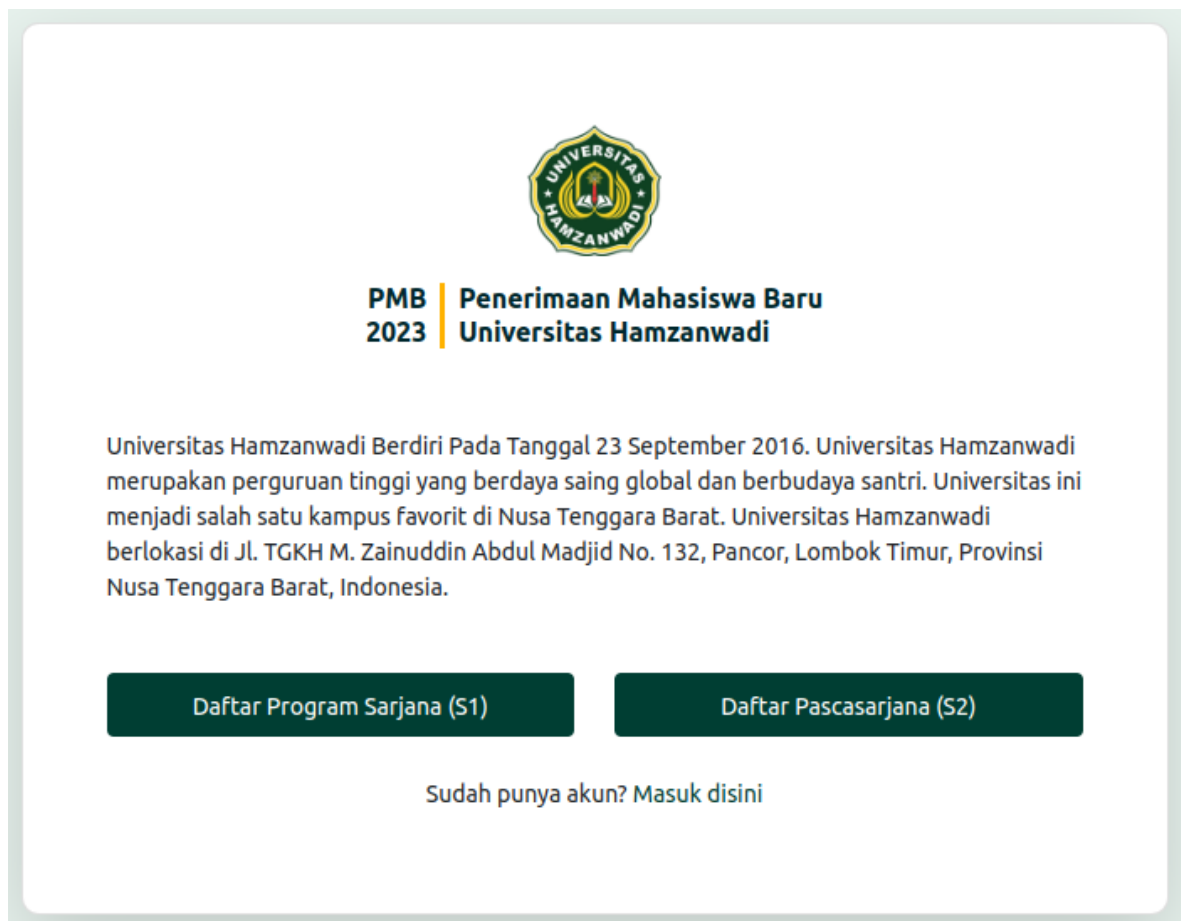 UNIVERSITAS
HAMZANWADI
PMB
2023
Penerimaan Mahasiswa Baru
Universitas Hamzanwadi
Universitas Hamzanwadi Berdiri Pada Tanggal 23 September 2016. Universitas Hamzanwadi
merupakan perguruan tinggi yang berdaya saing global dan berbudaya santri. Universitas ini
menjadi salah satu kampus favorit di Nusa Tenggara Barat. Universitas Hamzanwadi
berlokasi di Jl. TGKH M. Zainuddin Abdul Madjid No. 132, Pancor, Lombok Timur, Provinsi
Nusa Tenggara Barat, Indonesia.
Daftar Program Sarjana (S1)
Daftar Pascasarjana (S2)
Sudah punya akun? Masuk disini